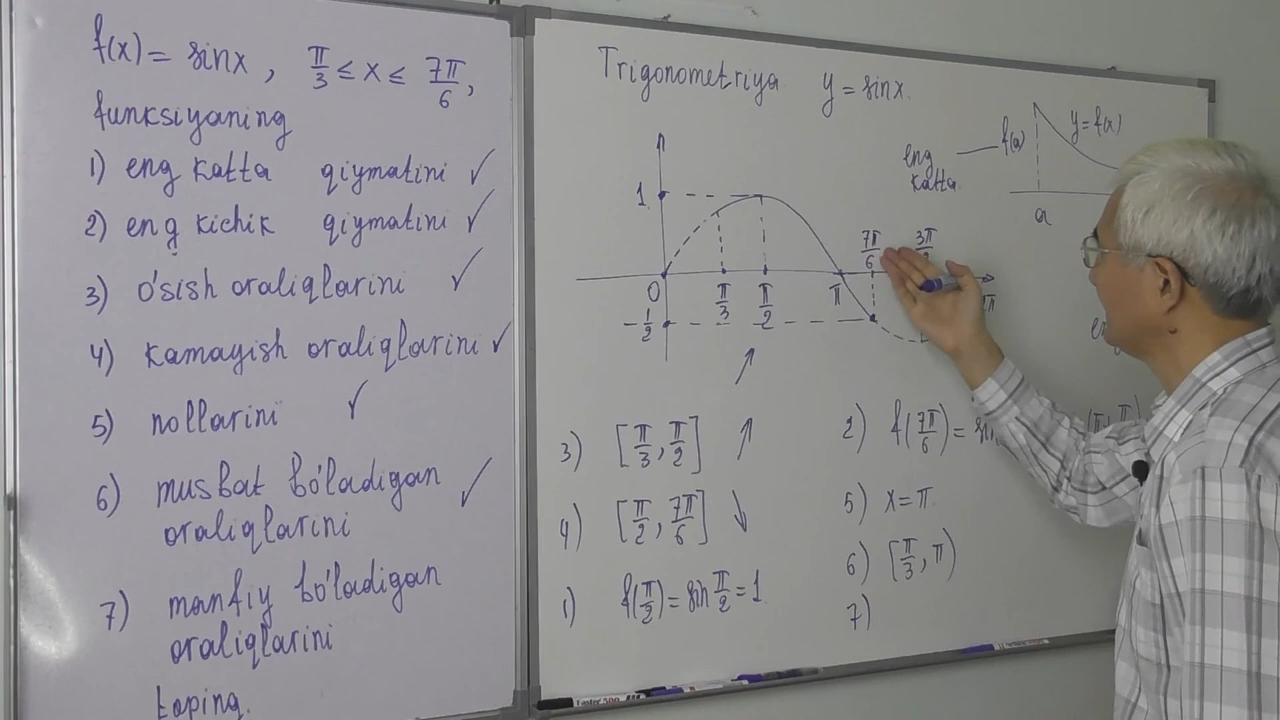 f(x) = sinx, π/3 ≤ x ≤ 7π/6,
funksiyaning
1) eng katta qiymatini ✓
2) eng kichik qiymatini ✓
3) o'sish oraliqlarini ✓
4) kamayish oraliqlarini ✓
5) nollarini ✓
6) musbat bo'ladigan ✓
oraliqlarini
7) manfiy bo'ladigan
oraliqlarini
toping.
Trigonometriya y = sinx.
eng
katta
f(a)
y = f(x)
a
1
7π/6 3π/
0 π/3 π/2 π
-1/2
3) [π/3, π/2] ↑
4) [π/2, 7π/6] ↓
1) f(π/2) = sin π/2 = 1
2) f(7π/6) = sin
5) x = π.
6) [π/3, π)
7)